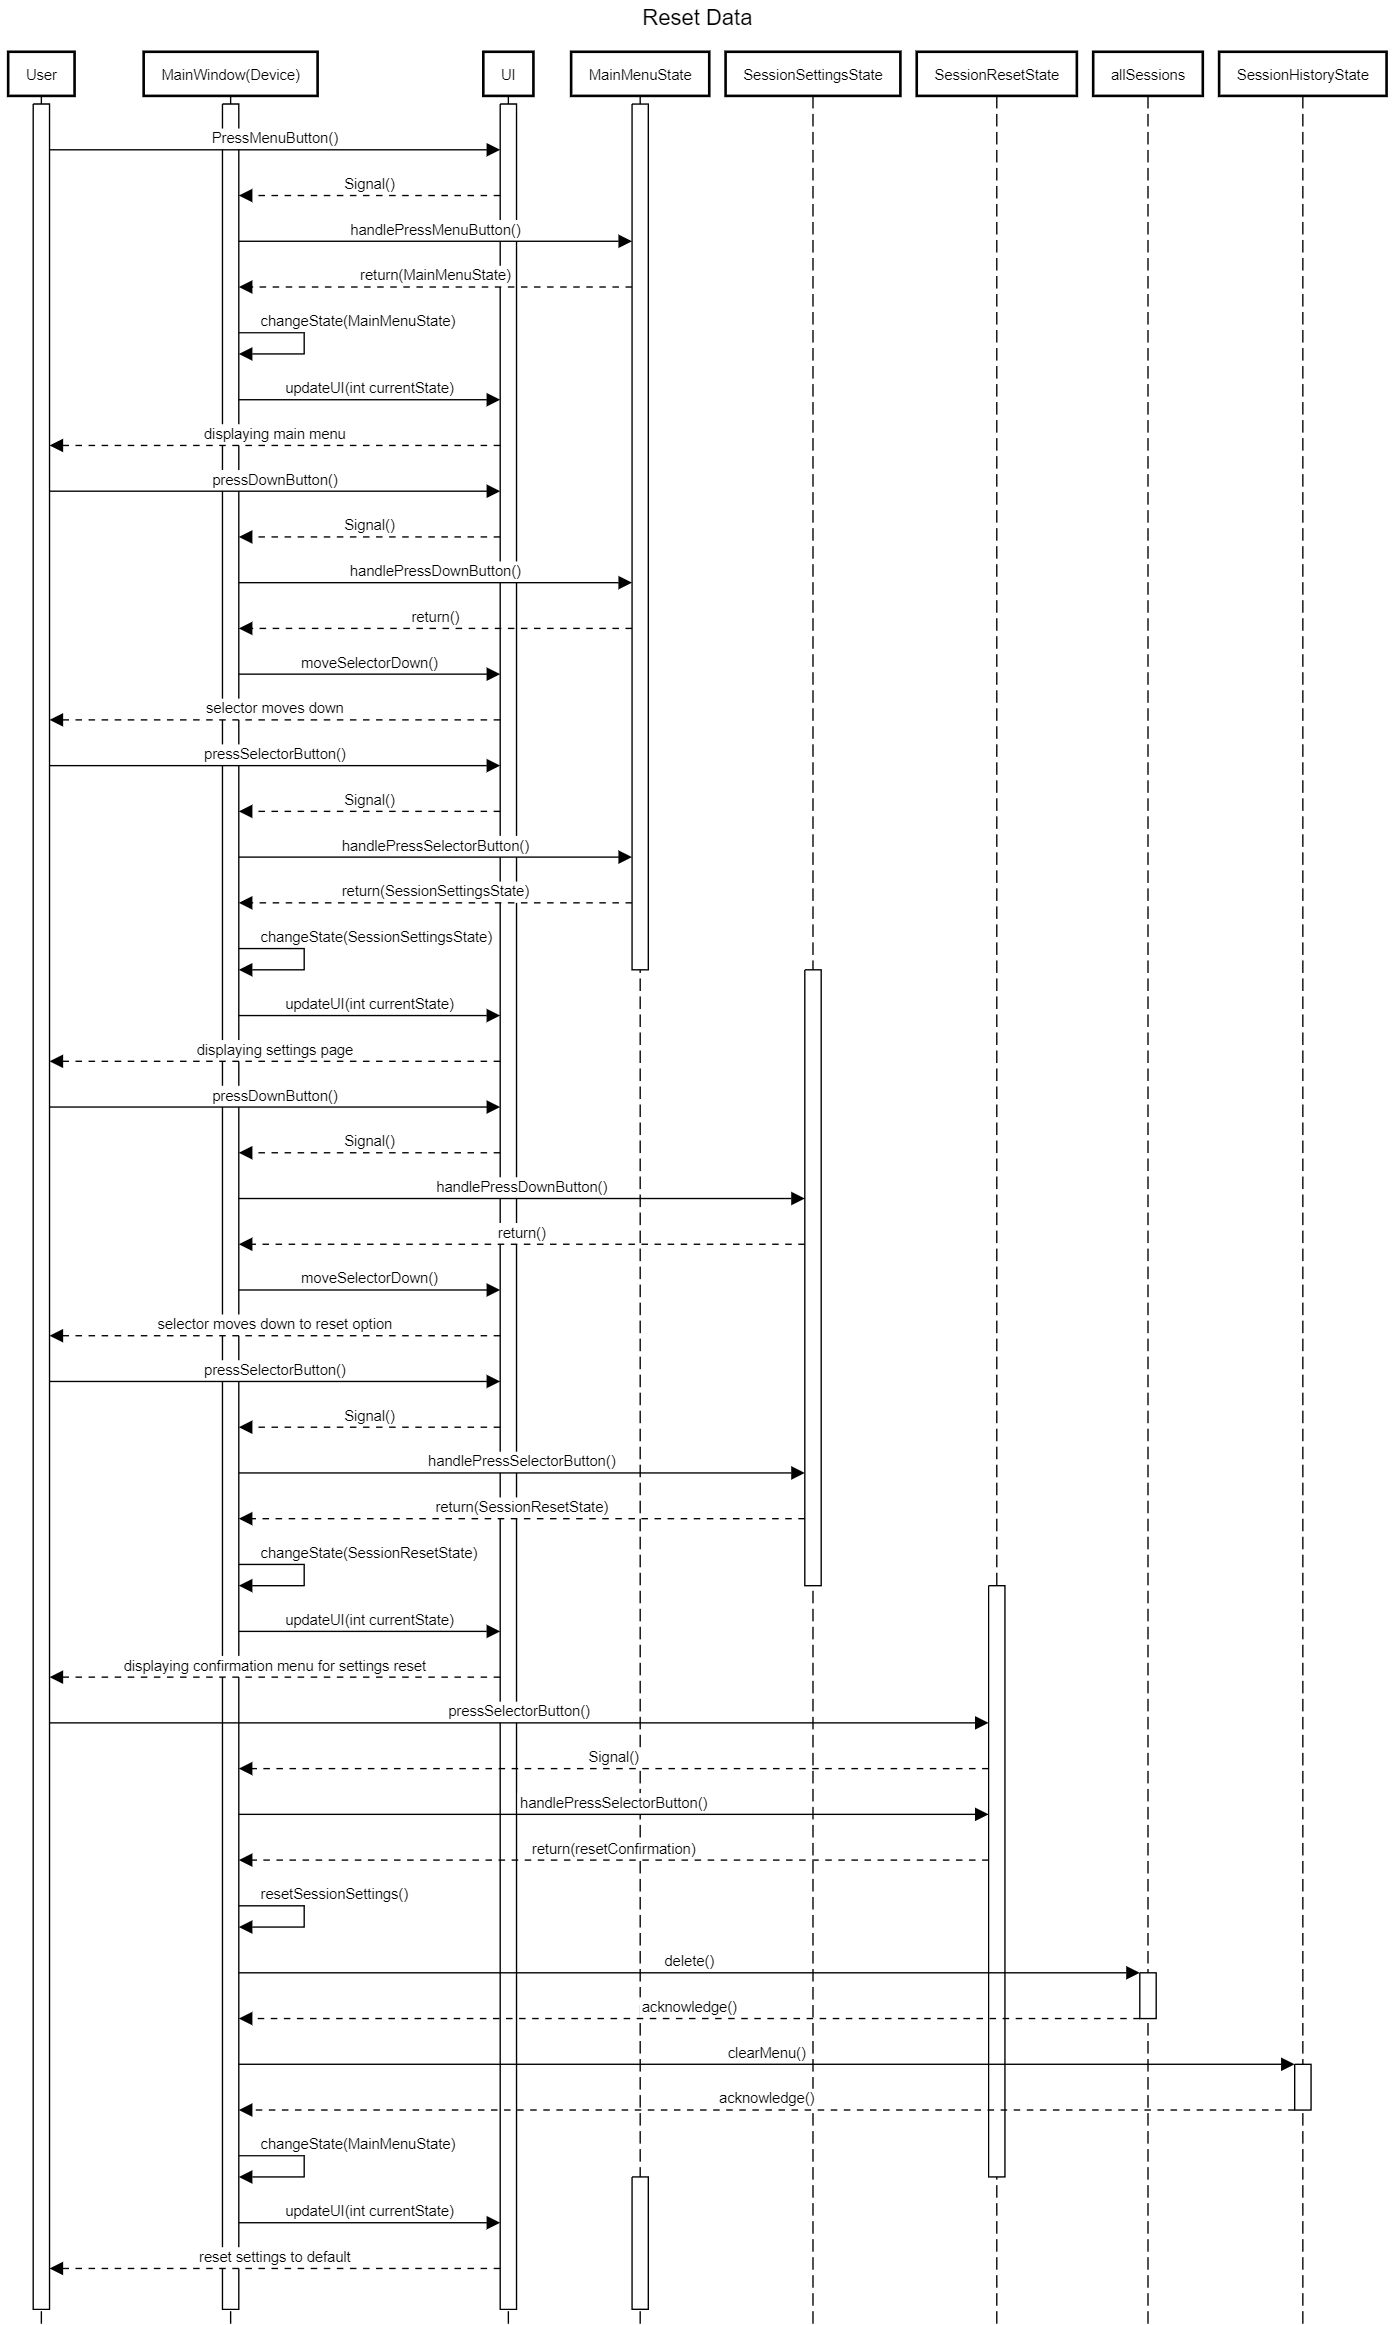 Reset Data
User
MainWindow(Device)
UI
MainMenuState
SessionSettingsState
SessionResetState
allSessions
SessionHistoryState
PressMenuButton()
Signal()
handlePressMenuButton()
return(MainMenuState)
changeState(MainMenuState)
updateUI(int currentState)
displaying main menu
pressDownButton()
Signal()
handlePressDownButton()
return()
moveSelectorDown()
selector moves down
pressSelectorButton()
Signal()
handlePressSelectorButton()
return(SessionSettingsState)
changeState(SessionSettingsState)
updateUI(int currentState)
displaying settings page
pressDownButton()
Signal()
handlePressDownButton()
return()
moveSelectorDown()
selector moves down to reset option
pressSelectorButton()
Signal()
handlePressSelectorButton()
return(SessionResetState)
changeState(SessionResetState)
updateUI(int currentState)
displaying confirmation menu for settings reset
pressSelectorButton()
Signal()
handlePressSelectorButton()
return(resetConfirmation)
resetSessionSettings()
delete()
acknowledge()
clearMenu()
acknowledge()
changeState(MainMenuState)
updateUI(int currentState)
reset settings to default